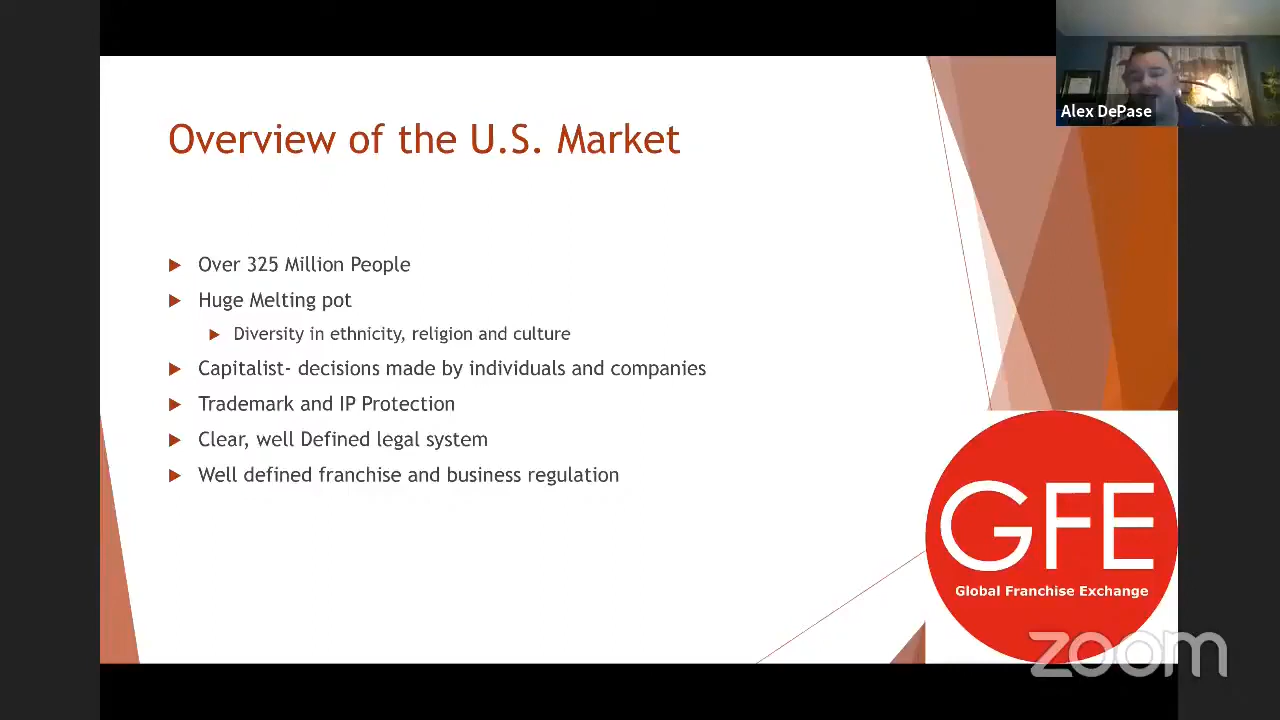 Alex DePase
Overview of the U.S. Market
Over 325 Million People
Huge Melting pot
Diversity in ethnicity, religion and culture
Capitalist- decisions made by individuals and companies
Trademark and IP Protection
Clear, well Defined legal system
Well defined franchise and business regulation
GFE
Global Franchise Exchange
zoom